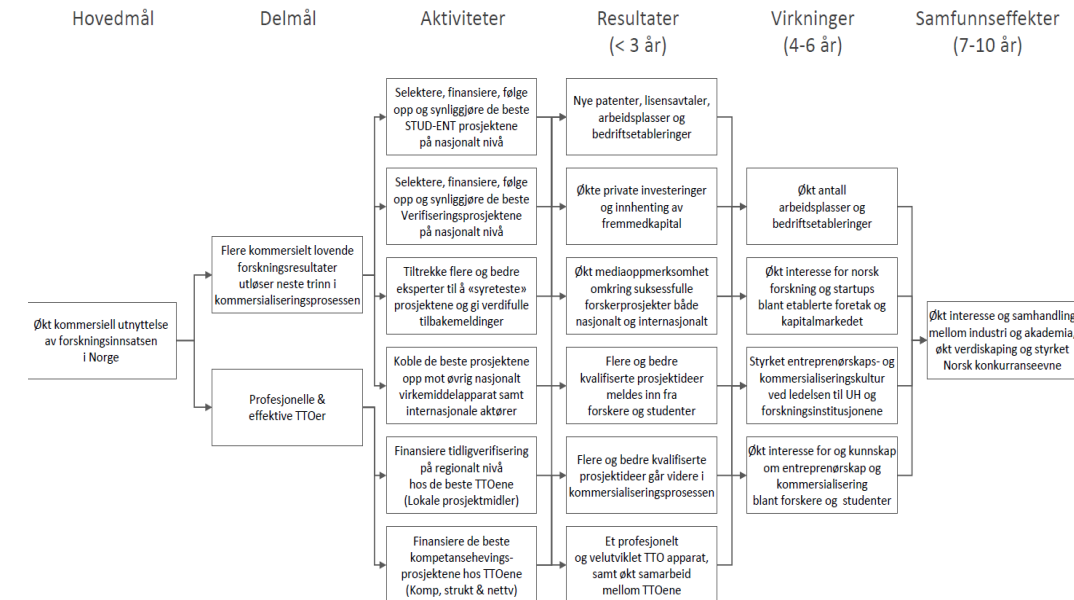 Hovedmål
Delmål
Aktiviteter
Resultater
(< 3 år)
Virkninger
(4-6 år)
Samfunnseffekter
(7-10 år)
Økt kommersiell utnyttelse
av forskningsinnsatsen
i Norge
Flere kommersielt lovende
forskningsresultater
utløser neste trinn i
kommersialiseringsprosessen
Profesjonelle &
effektive TTOer
Selektere, finansiere, følge
opp og synliggjøre de beste
STUD-ENT prosjektene
på nasjonalt nivå
Selektere, finansiere, følge
opp og synliggjøre de beste
Verifiseringsprosjektene
på nasjonalt nivå
Tiltrekke flere og bedre
eksperter til å «syreteste»
prosjektene og gi verdifulle
tilbakemeldinger
Koble de beste prosjektene
opp mot øvrig nasjonalt
virkemiddelapparat samt
internasjonale aktører
Finansiere tidligverifisering
på regionalt nivå
hos de beste TTOene
(Lokale prosjektmidler)
Finansiere de beste
kompetansehevings-
prosjektene hos TTOene
(Komp, strukt & nettv)
Nye patenter, lisensavtaler,
arbeidsplasser og
bedriftsetableringer
Økte private investeringer
og innhenting av
fremmedkapital
Økt mediaoppmerksomhet
omkring suksessfulle
forskerprosjekter både
nasjonalt og internasjonalt
Flere og bedre
kvalifiserte prosjektideer
meldes inn fra
forskere og studenter
Flere og bedre kvalifiserte
prosjektideer går videre i
kommersialiseringsprosessen
Et profesjonelt
og velutviklet TTO apparat,
samt økt samarbeid
mellom TTOene
Økt antall
arbeidsplasser og
bedriftsetableringer
Økt interesse for norsk
forskning og startups
blant etablerte foretak og
kapitalmarkedet
Styrket entreprenørskaps- og
kommersialiseringskultur
ved ledelsen til UH og
forskningsinstitusjonene
Økt interesse for og kunnskap
om entreprenørskap og
kommersialisering
blant forskere og studenter
Økt interesse og samhandling
mellom industri og akademia,
økt verdiskaping og styrket
Norsk konkurranseevne